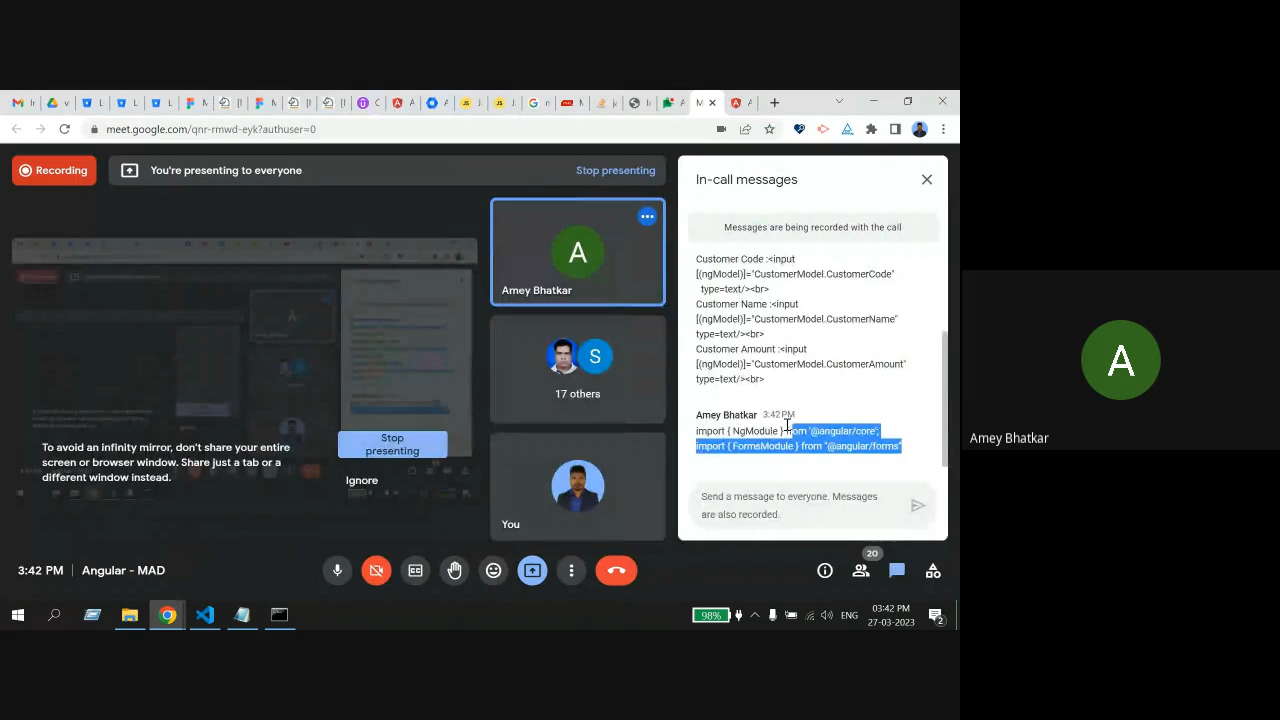 meet.google.com/qnr-rmwd-eyk?authuser=0
Recording
You're presenting to everyone
Stop presenting
In-call messages
Messages are being recorded with the call
Customer Code :<input
[(ngModel)]="CustomerModel.CustomerCode"
type=text/><br>
Customer Name :<input
[(ngModel)]="CustomerModel.CustomerName"
type=text/><br>
Customer Amount :<input
[(ngModel)]="CustomerModel.CustomerAmount"
type=text/><br>
Amey Bhatkar 3:42 PM
import { NgModule } from '@angular/core';
import { FormsModule } from "@angular/forms"
Send a message to everyone. Messages
are also recorded.
A
Amey Bhatkar
S
17 others
You
To avoid an infinity mirror, don't share your entire
screen or browser window. Share just a tab or a
different window instead.
Stop
presenting
Ignore
3:42 PM | Angular - MAD
20
98%
ENG
03:42 PM
27-03-2023
2
A
Amey Bhatkar